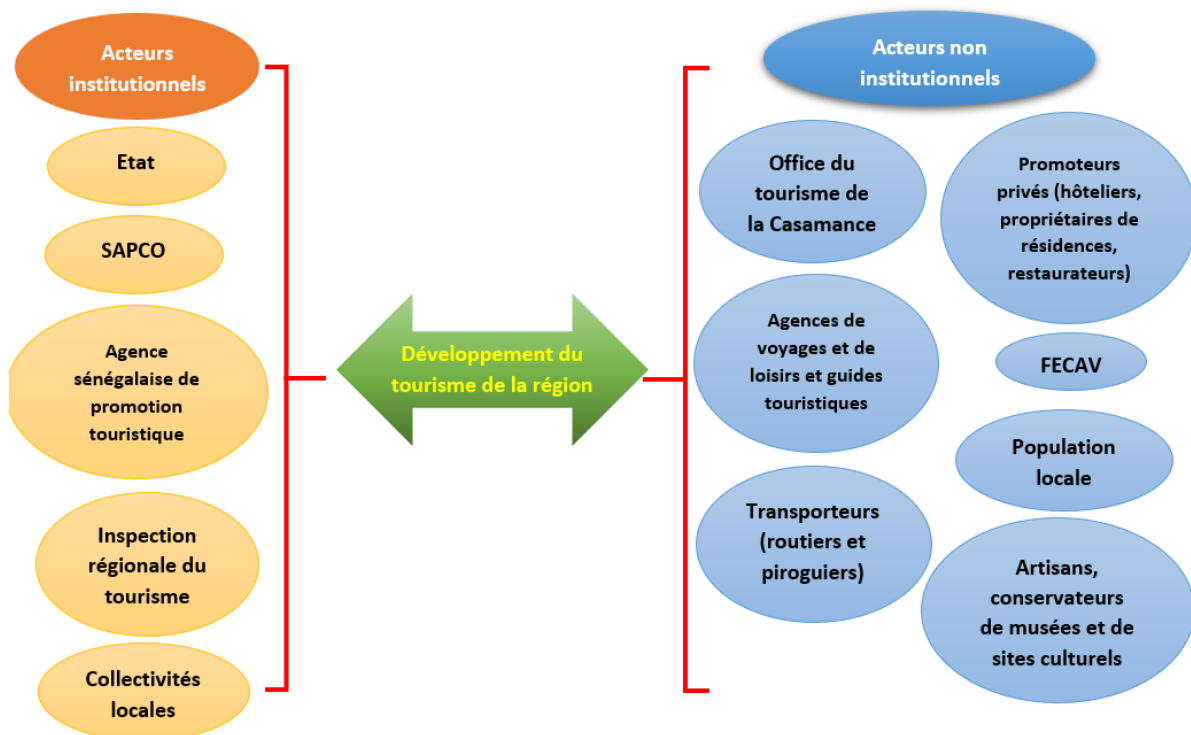 Acteurs
institutionnels
Etat
SAPCO
Agence
sénégalaise de
promotion
touristique
Inspection
régionale du
tourisme
Collectivités
locales
Développement du
tourisme de la région
Acteurs non
institutionnels
Office du
tourisme de
la Casamance
Agences de
voyages et de
loisirs et guides
touristiques
Transporteurs
(routiers et
piroguiers)
Promoteurs
privés (hôteliers,
propriétaires de
résidences,
restaurateurs)
FECAV
Population
locale
Artisans,
conservateurs
de musées et de
sites culturels